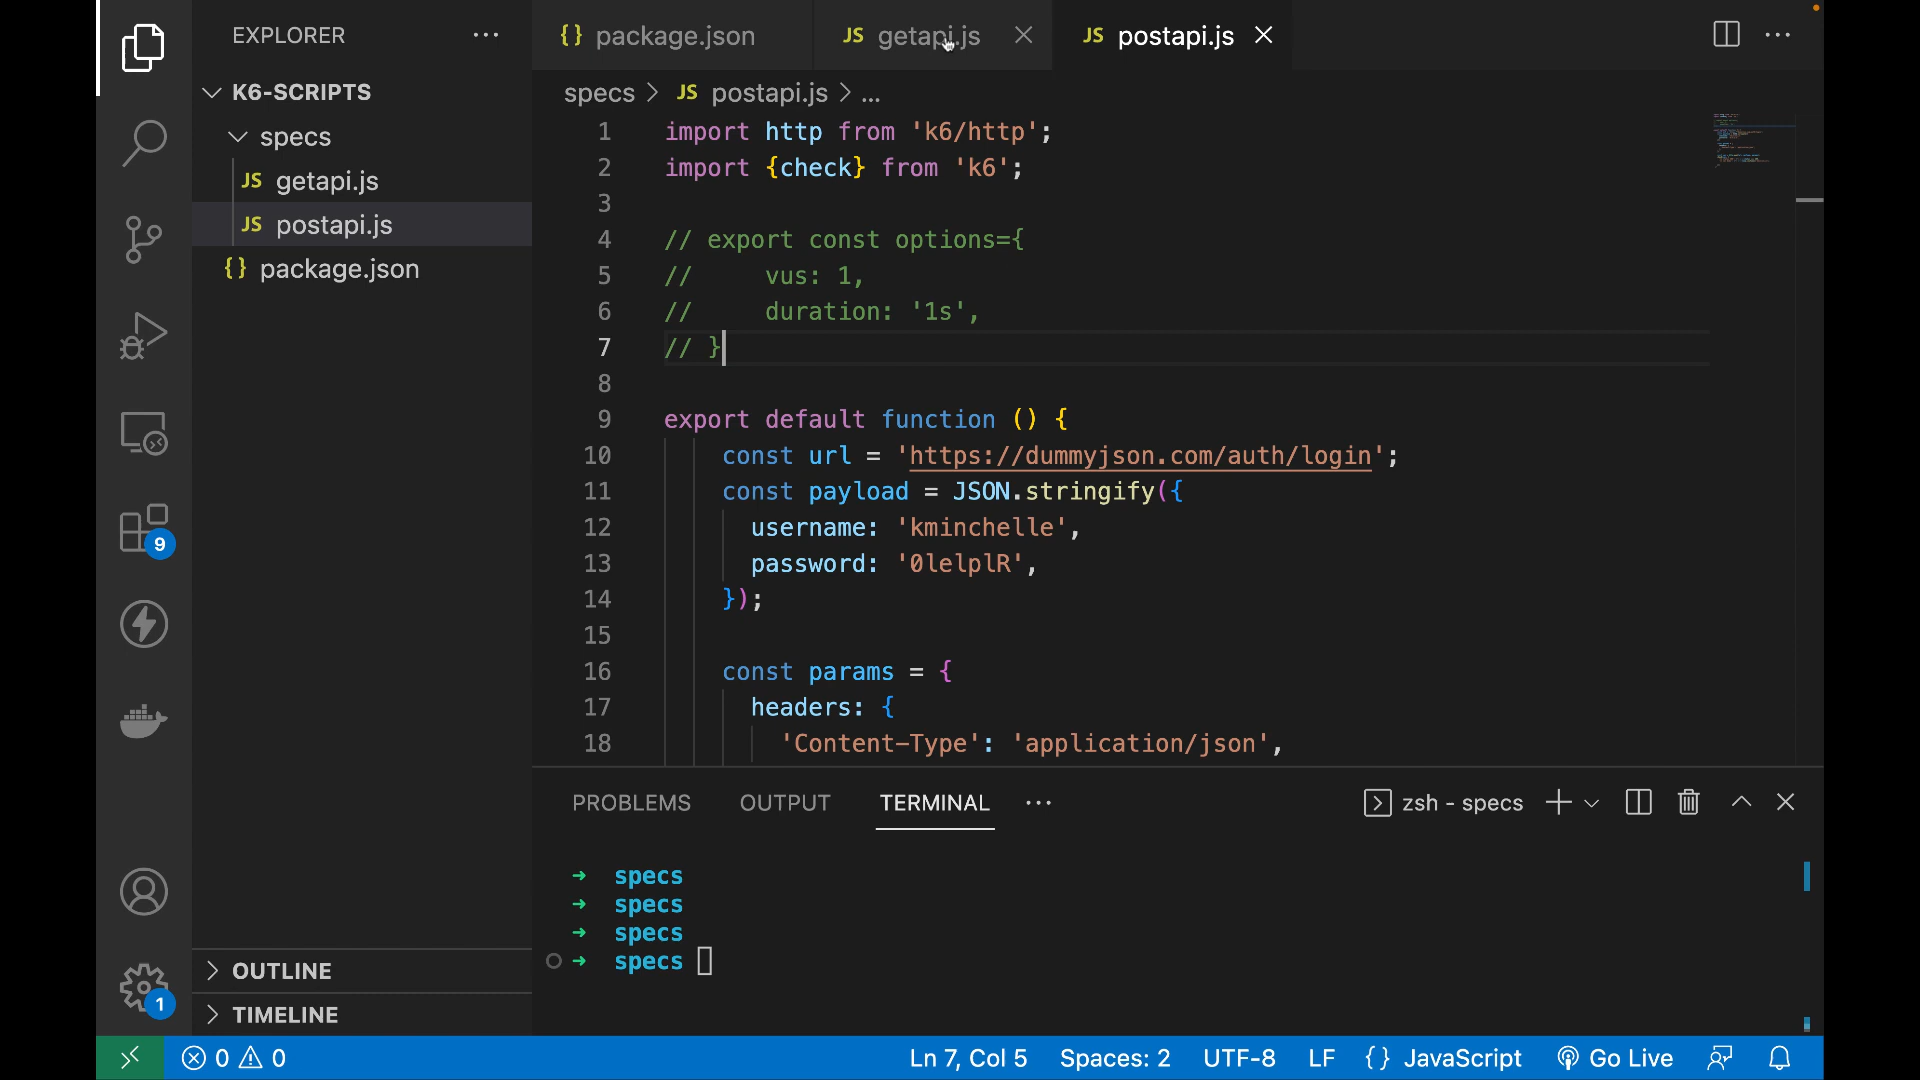 EXPLORER ···
K6-SCRIPTS
specs
JS getapi.js
JS postapi.js
{} package.json
OUTLINE
TIMELINE
9
1
{} package.json
JS getapi.js
JS postapi.js
···
specs > JS postapi.js > ...
1 import http from 'k6/http';
2 import {check} from 'k6';
3
4 // export const options={
5 // vus: 1,
6 // duration: '1s',
7 // }
8
9 export default function () {
10 const url = 'https://dummyjson.com/auth/login';
11 const payload = JSON.stringify({
12 username: 'kminchelle',
13 password: '0lelplR',
14 });
15
16 const params = {
17 headers: {
18 'Content-Type': 'application/json',
PROBLEMS OUTPUT TERMINAL ··· zsh - specs
→ specs
→ specs
→ specs
→ specs
0 0 Ln 7, Col 5 Spaces: 2 UTF-8 LF {} JavaScript Go Live